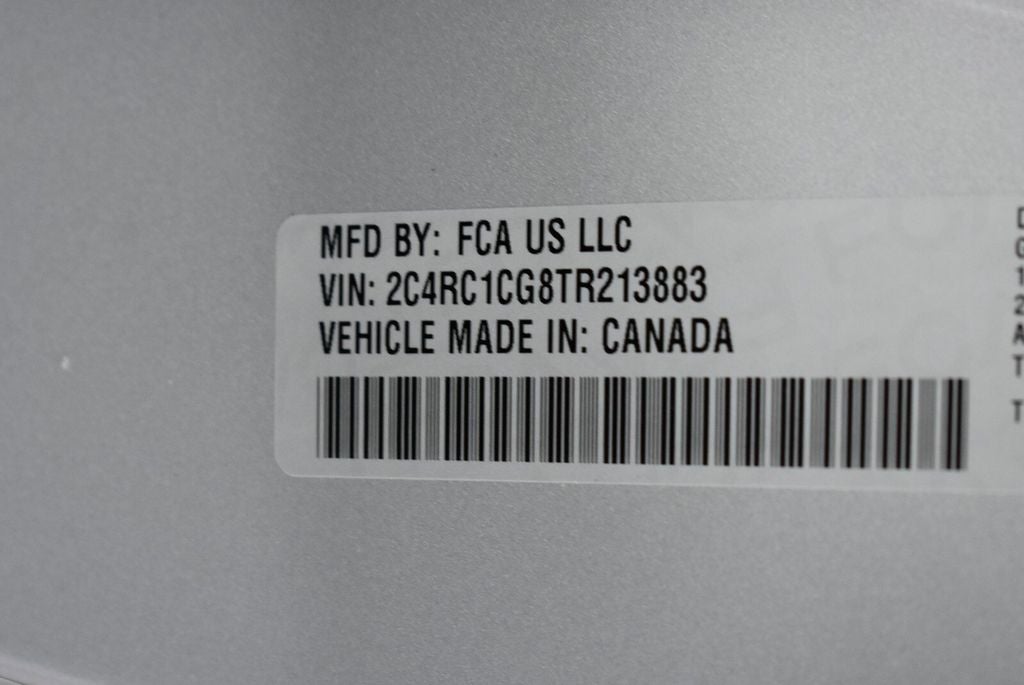 MFD BY: FCA US LLC
VIN: 2C4RC1CG8TR213883
VEHICLE MADE IN: CANADA